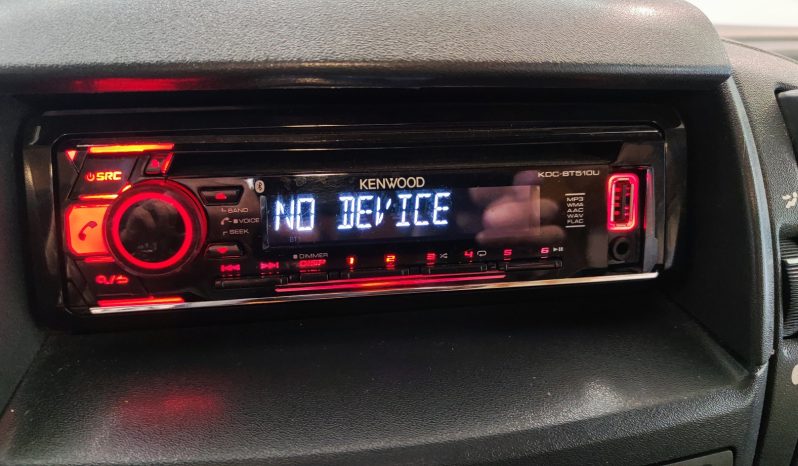 SRC
KENWOOD
KDC-BT510U
BAND
VOICE
SEEK
NO DEVICE
MP3
WMA
AAC
WAV
FLAC
DIMMER
DISP 1 2 3 4 5 6